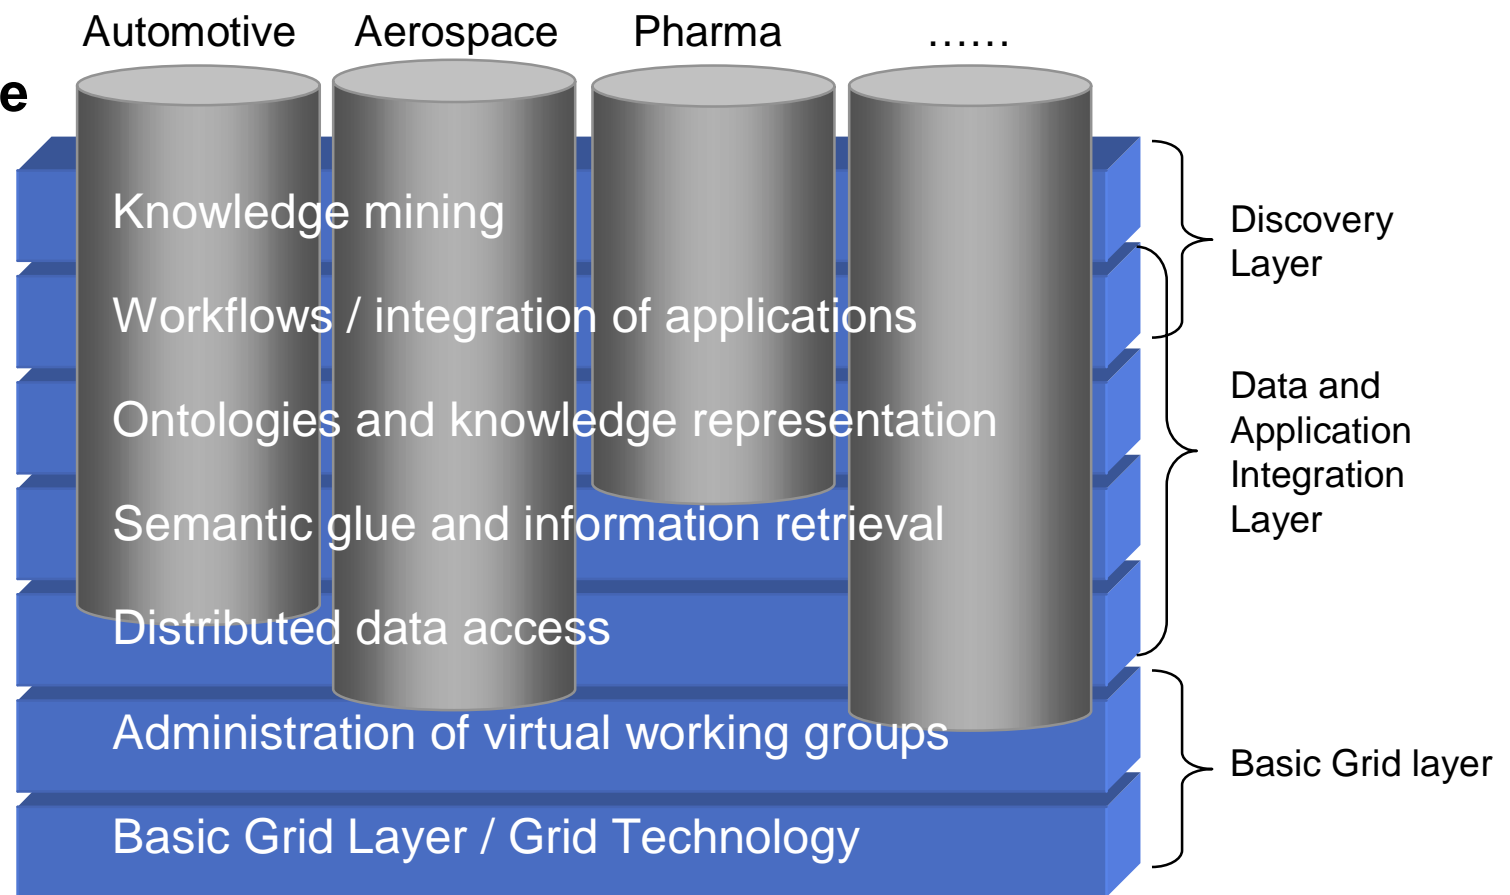 Automotive Aerospace Pharma ......
e
Knowledge mining
Workflows / integration of applications
Ontologies and knowledge representation
Semantic glue and information retrieval
Distributed data access
Administration of virtual working groups
Basic Grid Layer / Grid Technology
Discovery
Layer
Data and
Application
Integration
Layer
Basic Grid layer